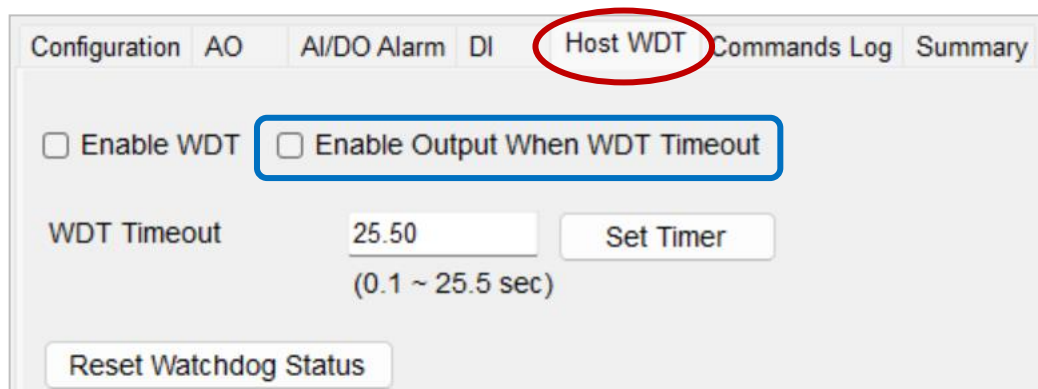 Configuration AO AI/DO Alarm DI Host WDT Commands Log Summary
Enable WDT Enable Output When WDT Timeout
WDT Timeout 25.50 Set Timer
(0.1 ~ 25.5 sec)
Reset Watchdog Status